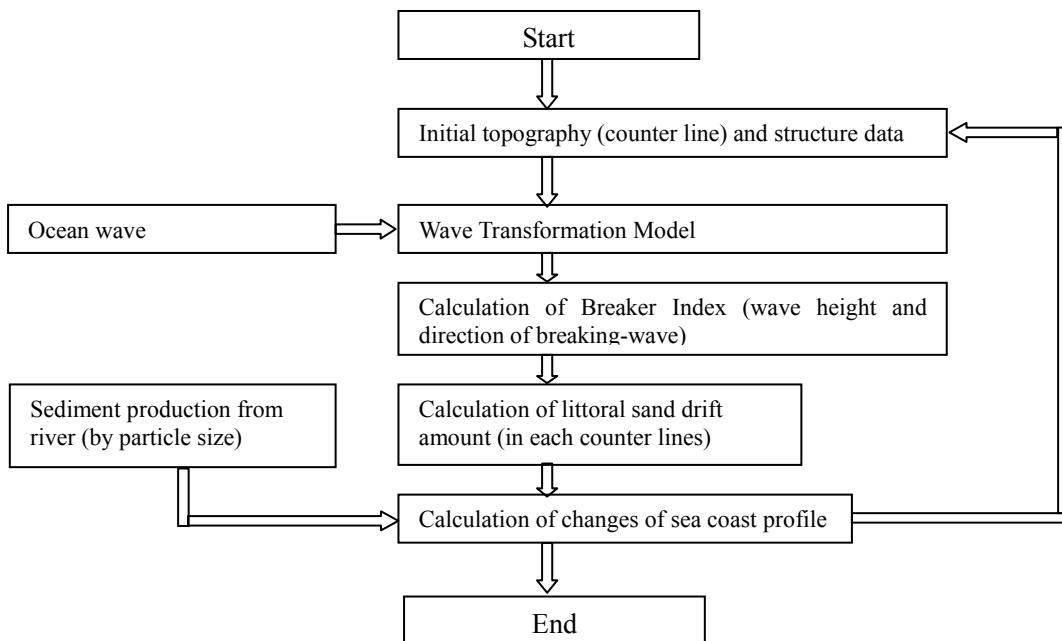 Start
Initial topography (counter line) and structure data
Ocean wave
Wave Transformation Model
Calculation of Breaker Index (wave height and
direction of breaking-wave)
Sediment production from
river (by particle size)
Calculation of littoral sand drift
amount (in each counter lines)
Calculation of changes of sea coast profile
End